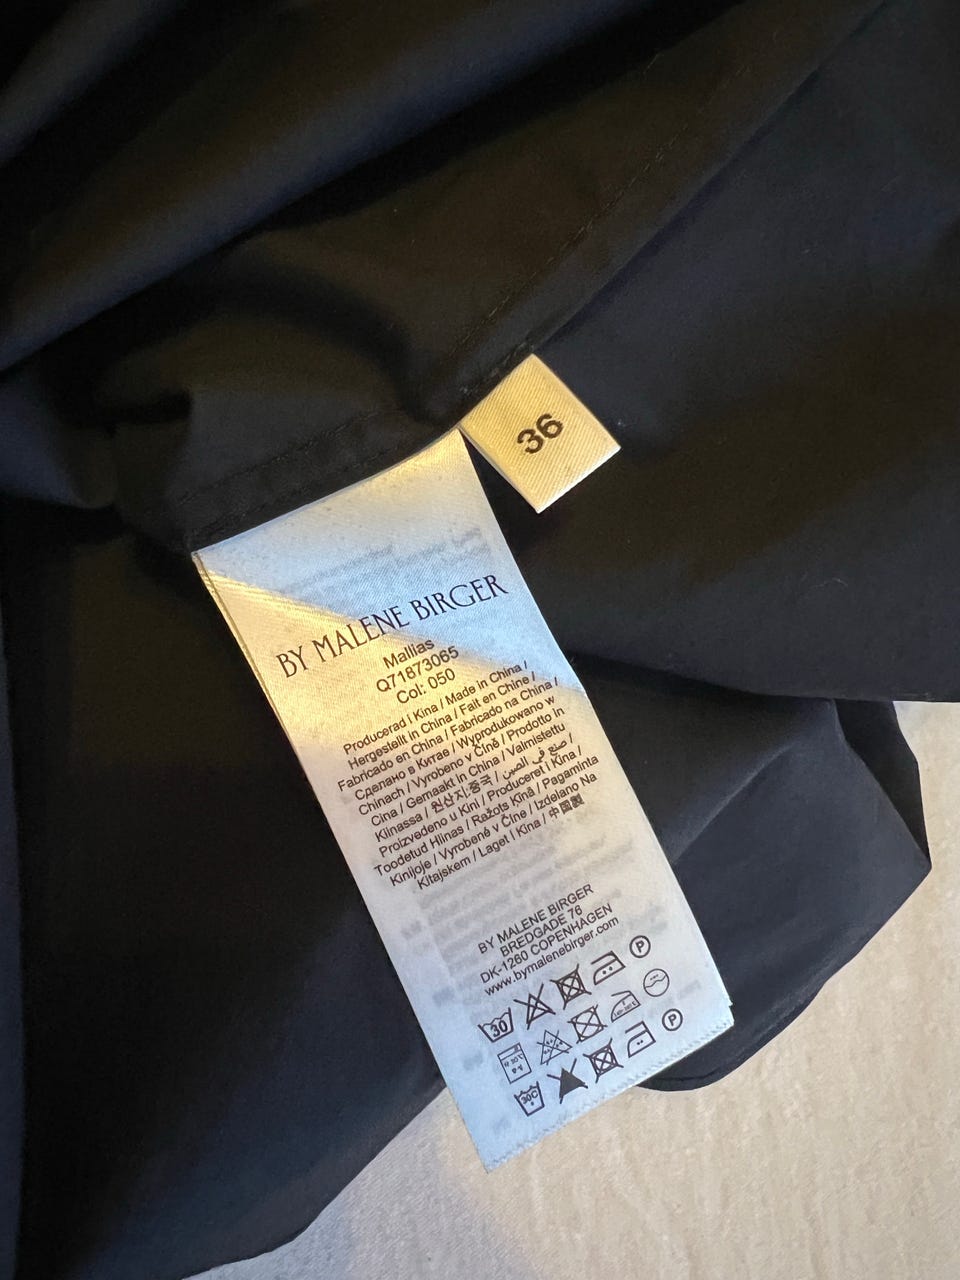 36
BY MALENE BIRGER
Mallias
Q71873065
Col: 050
Producerad i Kina / Made in China /
Hergestellt in China / Fait en Chine /
Fabricado en China / Fabricado na China /
Сделано в Китае / Wyprodukowano w
Chinach / Vyrobeno v Číně / Prodotto in
Cina / Gemaakt in China / Valmistettu
Kiinassa / 원산지:중국 / صنع في الصين /
Proizvedeno u Kini / Produceret i Kina /
Toodetud Hiinas / Ražots Ķīnā / Pagaminta
Kinijoje / Vyrobené v Číne / Izdelano Na
Kitajskem / Laget i Kina / 中國製
BY MALENE BIRGER
BREDGADE 76
DK-1260 COPENHAGEN
www.bymalenebirger.com
30 P
30°C P